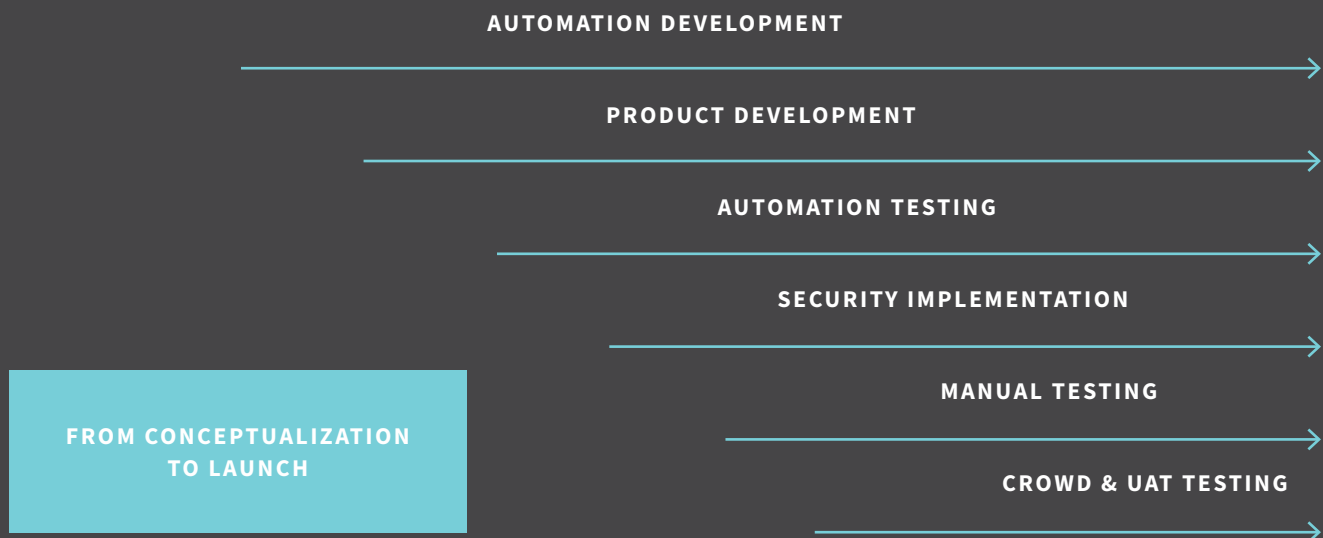 AUTOMATION DEVELOPMENT
PRODUCT DEVELOPMENT
AUTOMATION TESTING
SECURITY IMPLEMENTATION
MANUAL TESTING
FROM CONCEPTUALIZATION
TO LAUNCH
CROWD & UAT TESTING